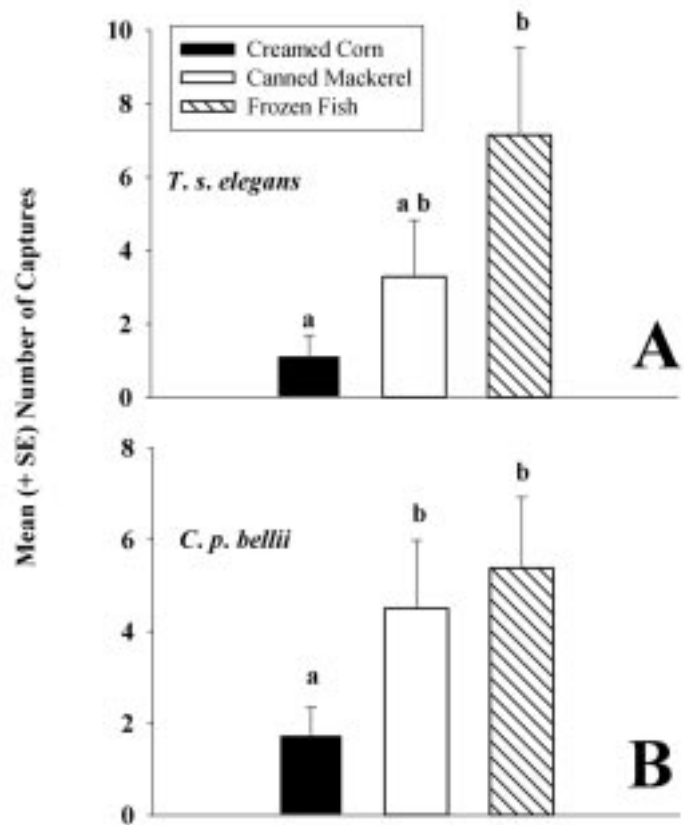 Mean (+ SE) Number of Captures
10
8
6
4
2
0
Creamed Corn
Canned Mackerel
Frozen Fish
T. s. elegans
a
a b
b
A
8
6
4
2
0
C. p. bellii
a
b
b
B